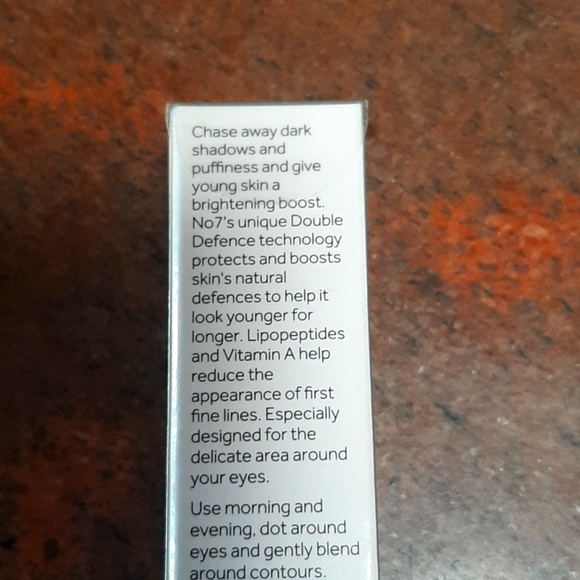 Chase away dark
shadows and
puffiness and give
young skin a
brightening boost.
No7's unique Double
Defence technology
protects and boosts
skin's natural
defences to help it
look younger for
longer. Lipopeptides
and Vitamin A help
reduce the
appearance of first
fine lines. Especially
designed for the
delicate area around
your eyes.
Use morning and
evening, dot around
eyes and gently blend
around contours.